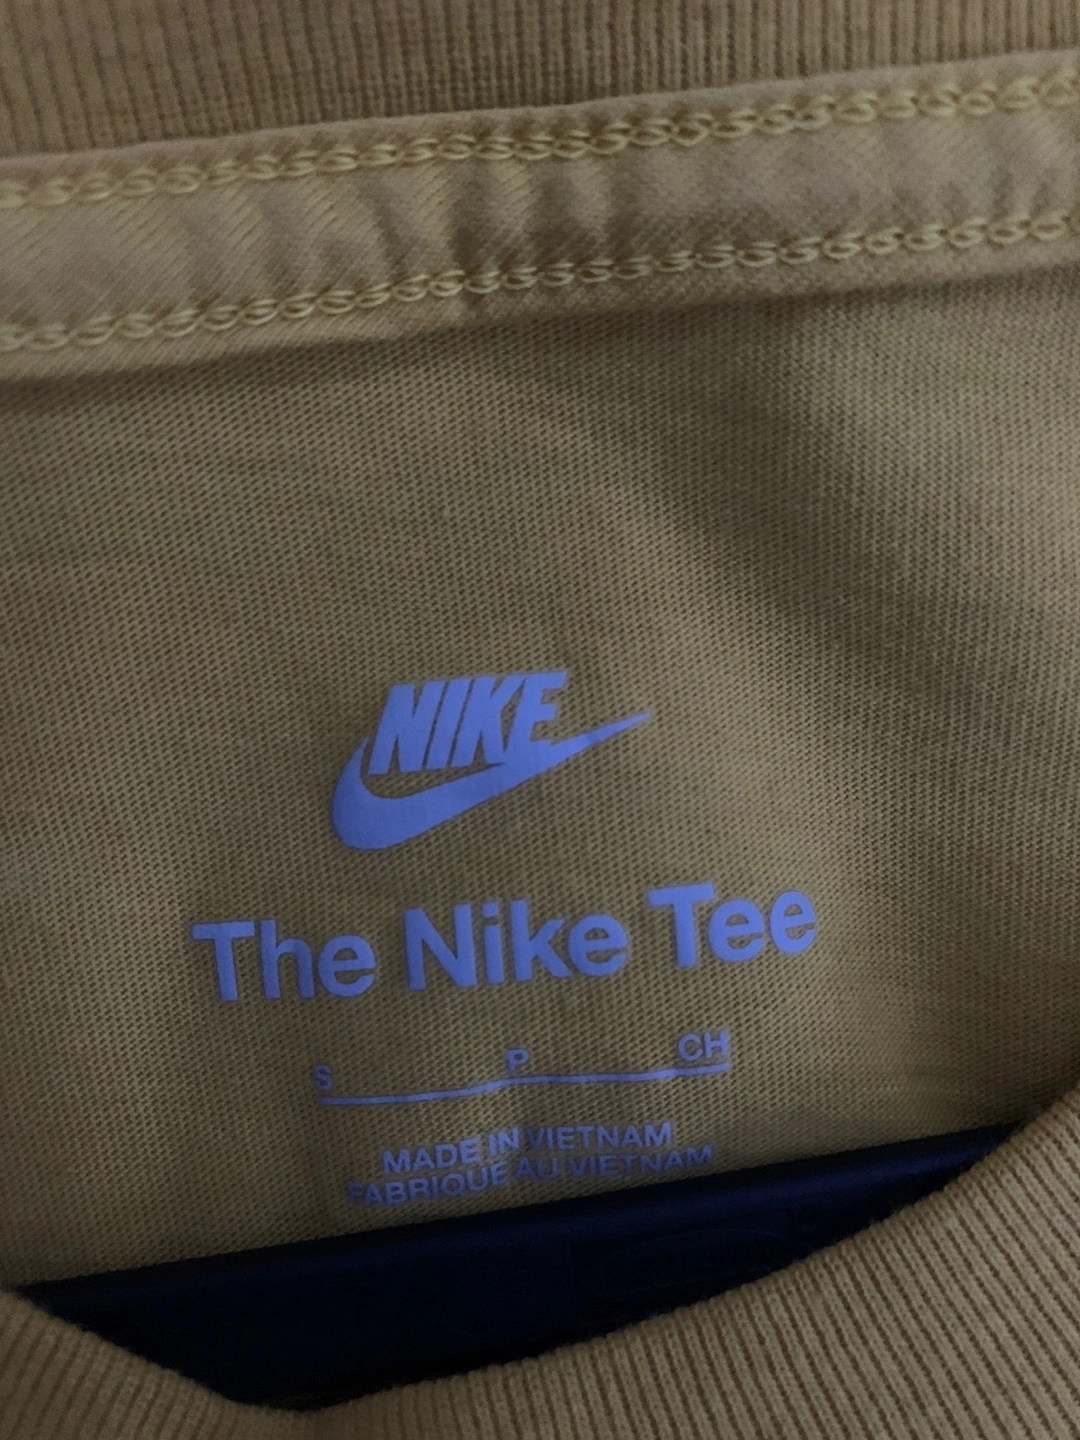 NIKE
The Nike Tee
S P CH
MADE IN VIETNAM
FABRIQUE AU VIETNAM